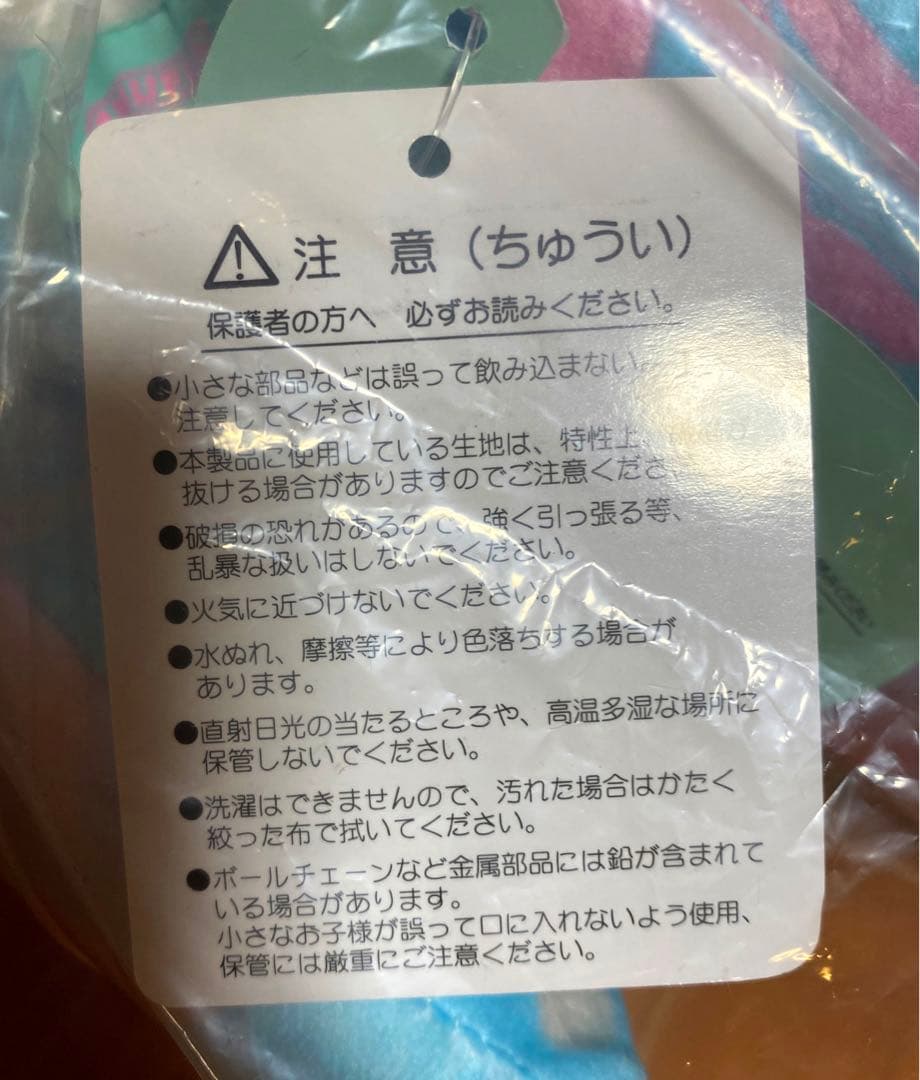 注 意（ちゅうい）
保護者の方へ 必ずお読みください。
●小さな部品などは誤って飲み込まない
注意してください。
●本製品に使用している生地は、特性上
抜ける場合がありますのでご注意くださ
●破損の恐れがあるので、強く引っ張る等、
乱暴な扱いはしないでください。
●火気に近づけないでください。
●水ぬれ、摩擦等により色落ちする場合が
あります。
●直射日光の当たるところや、高温多湿な場所に
保管しないでください。
●洗濯はできませんので、汚れた場合はかたく
絞った布で拭いてください。
●ボールチェーンなど金属部品には鉛が含まれて
いる場合があります。
小さなお子様が誤って口に入れないよう使用、
保管には厳重にご注意ください。